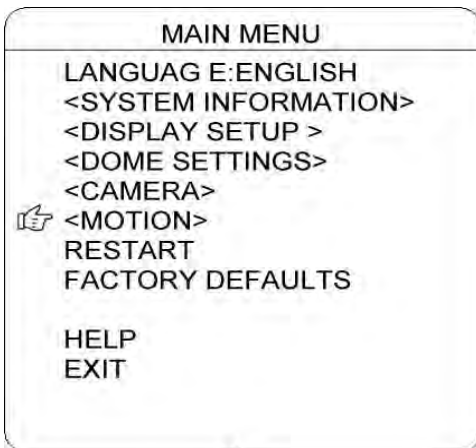 MAIN MENU
LANGUAG E:ENGLISH
<SYSTEM INFORMATION>
<DISPLAY SETUP >
<DOME SETTINGS>
<CAMERA>
<MOTION>
RESTART
FACTORY DEFAULTS
HELP
EXIT